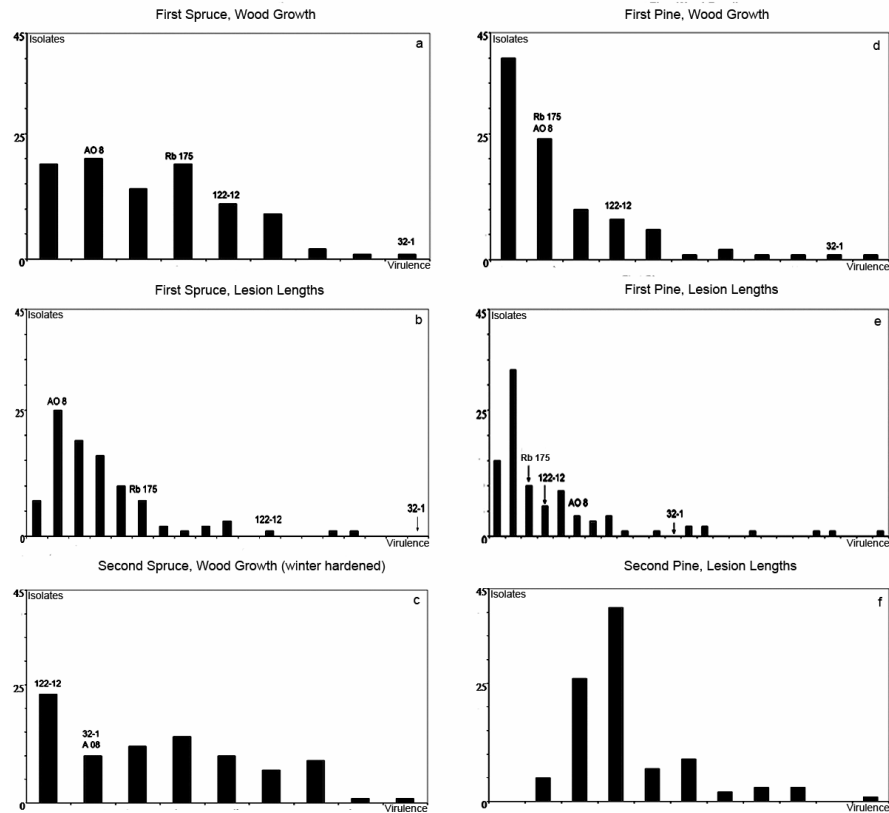 First Spruce, Wood Growth
45
Isolates
a
25
AO 8
Rb 175
122-12
32-1
0
Virulence
First Pine, Wood Growth
45
Isolates
d
25
Rb 175
AO 8
122-12
32-1
0
Virulence
First Spruce, Lesion Lengths
45
Isolates
b
25
AO 8
Rb 175
122-12
32-1
0
Virulence
First Pine, Lesion Lengths
45
Isolates
e
25
Rb 175
122-12
AO 8
32-1
0
Virulence
Second Spruce, Wood Growth (winter hardened)
45
Isolates
c
25
122-12
32-1
A 08
0
Virulence
Second Pine, Lesion Lengths
45
Isolates
f
25
0
Virulence